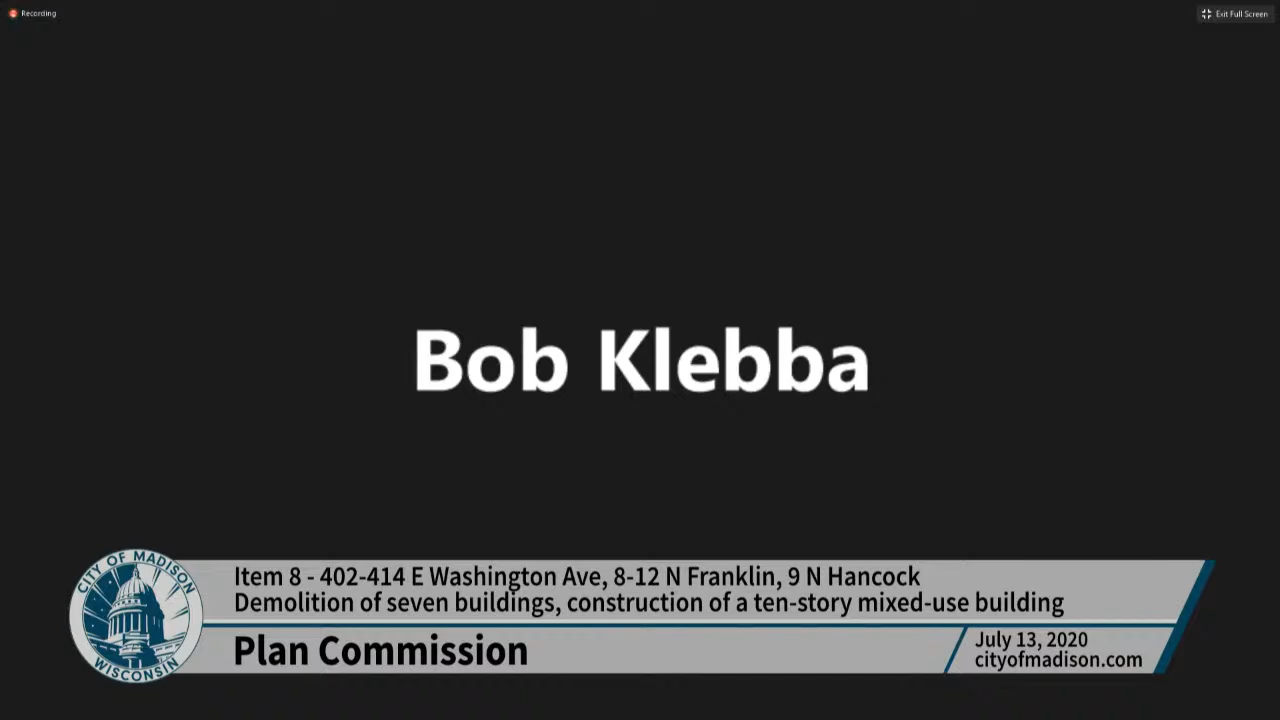 Recording
Exit Full Screen
Bob Klebba
CITY OF MADISON
WISCONSIN
Item 8 - 402-414 E Washington Ave, 8-12 N Franklin, 9 N Hancock
Demolition of seven buildings, construction of a ten-story mixed-use building
Plan Commission
July 13, 2020
cityofmadison.com